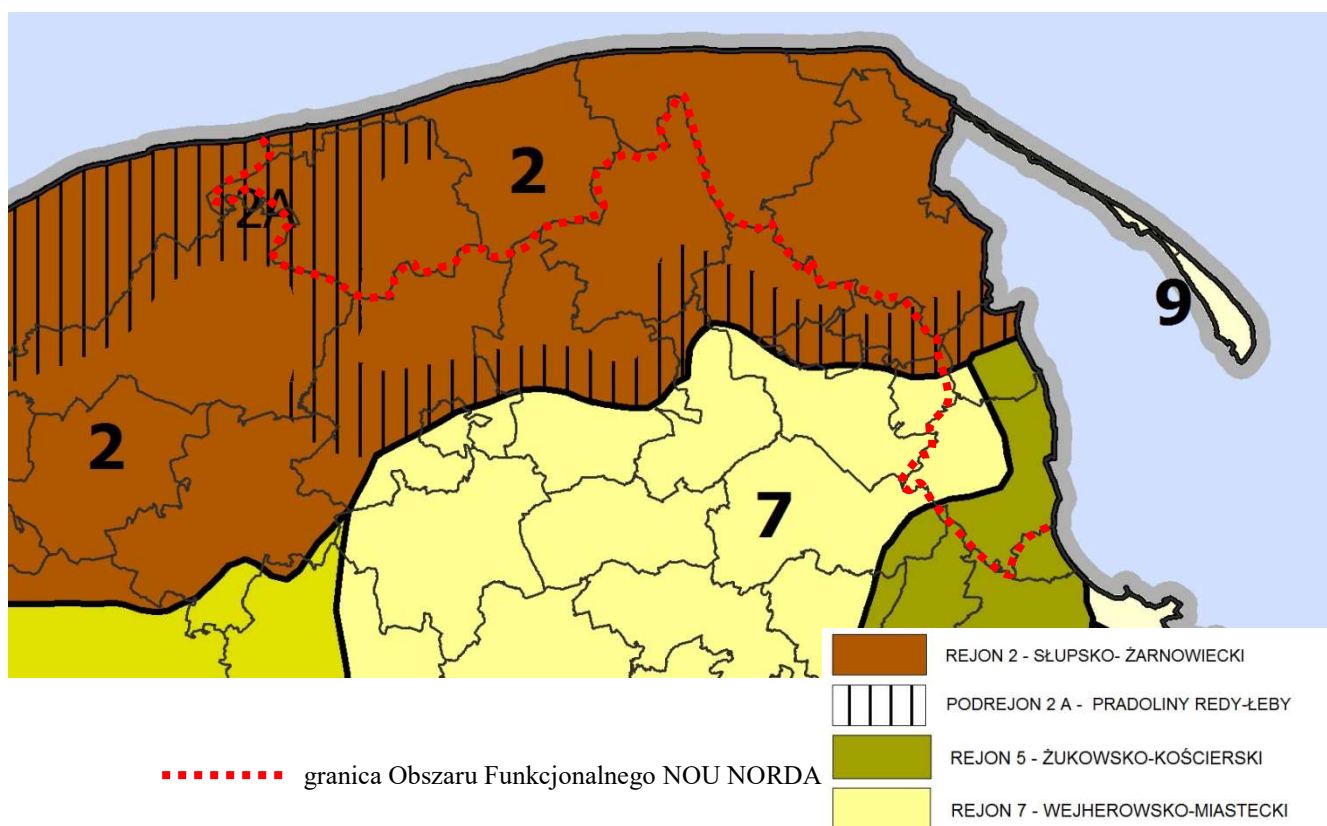 2
2A
9
2
7
REJON 2 - SŁUPSKO- ŻARNOWIECKI
PODREJON 2 A - PRADOLINY REDY-ŁEBY
REJON 5 - ŻUKOWSKO-KOŚCIERSKI
granica Obszaru Funkcjonalnego NOU NORDA
REJON 7 - WEJHEROWSKO-MIASTECKI